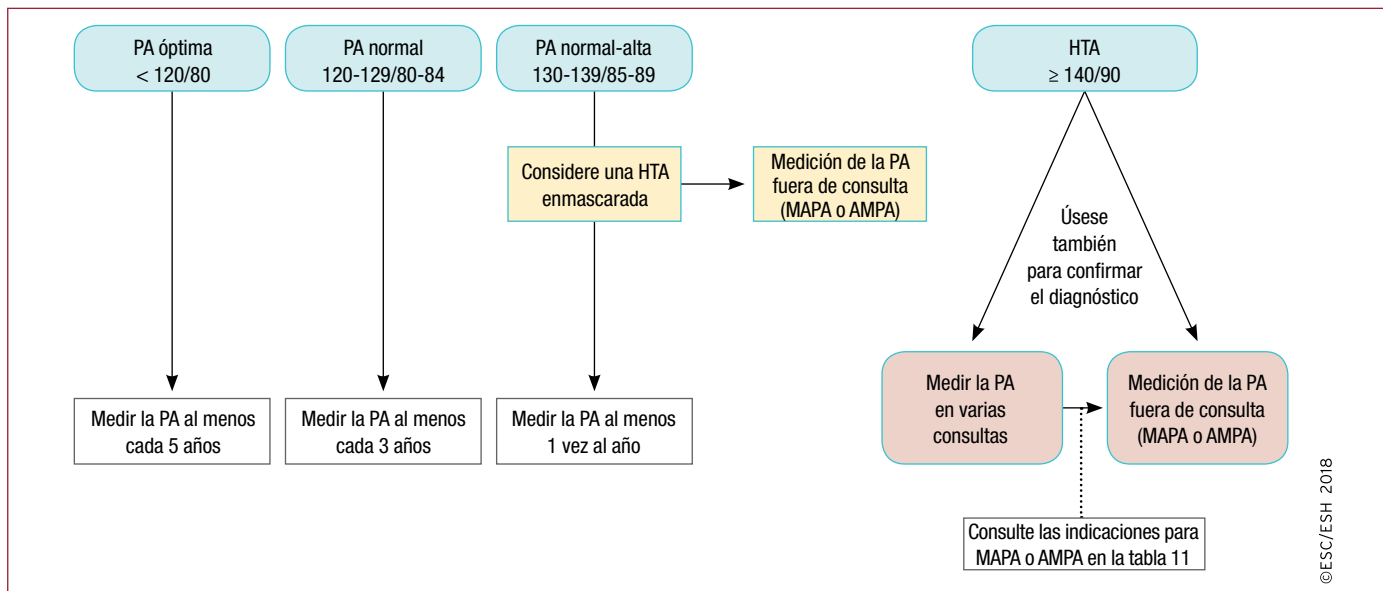 PA óptima
< 120/80
PA normal
120-129/80-84
PA normal-alta
130-139/85-89
HTA
≥ 140/90
Considere una HTA
enmascarada
Medición de la PA
fuera de consulta
(MAPA o AMPA)
Úsese
también
para confirmar
el diagnóstico
Medir la PA al menos
cada 5 años
Medir la PA al menos
cada 3 años
Medir la PA al menos
1 vez al año
Medir la PA
en varias
consultas
Medición de la PA
fuera de consulta
(MAPA o AMPA)
Consulte las indicaciones para
MAPA o AMPA en la tabla 11
©ESC/ESH 2018